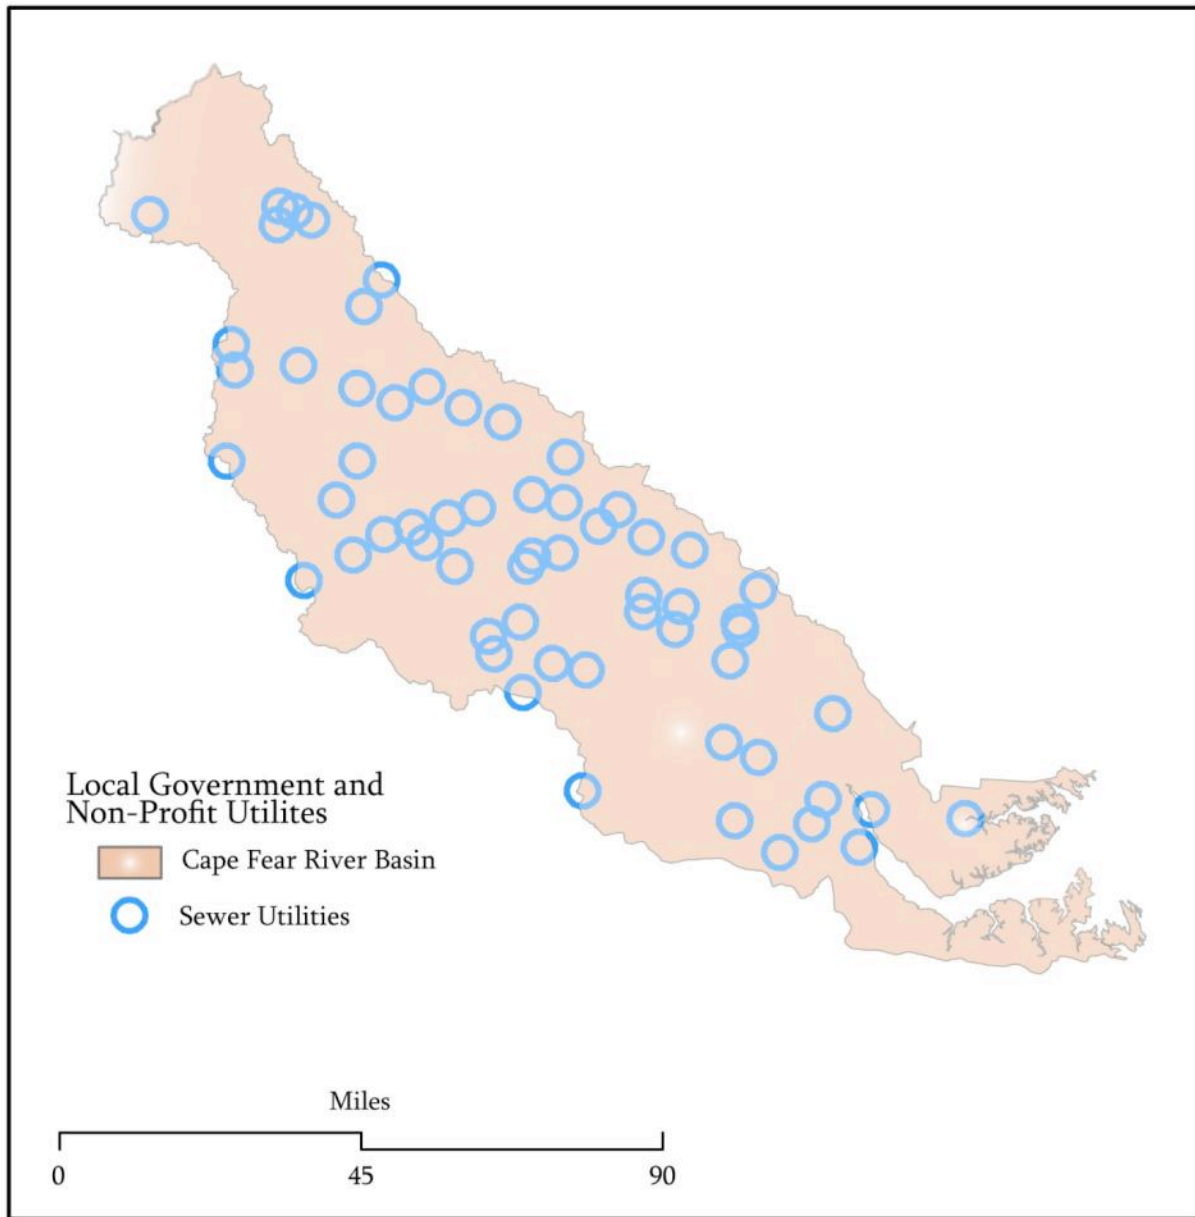 Local Government and
Non-Profit Utilites
Cape Fear River Basin
Sewer Utilities
Miles
0 45 90